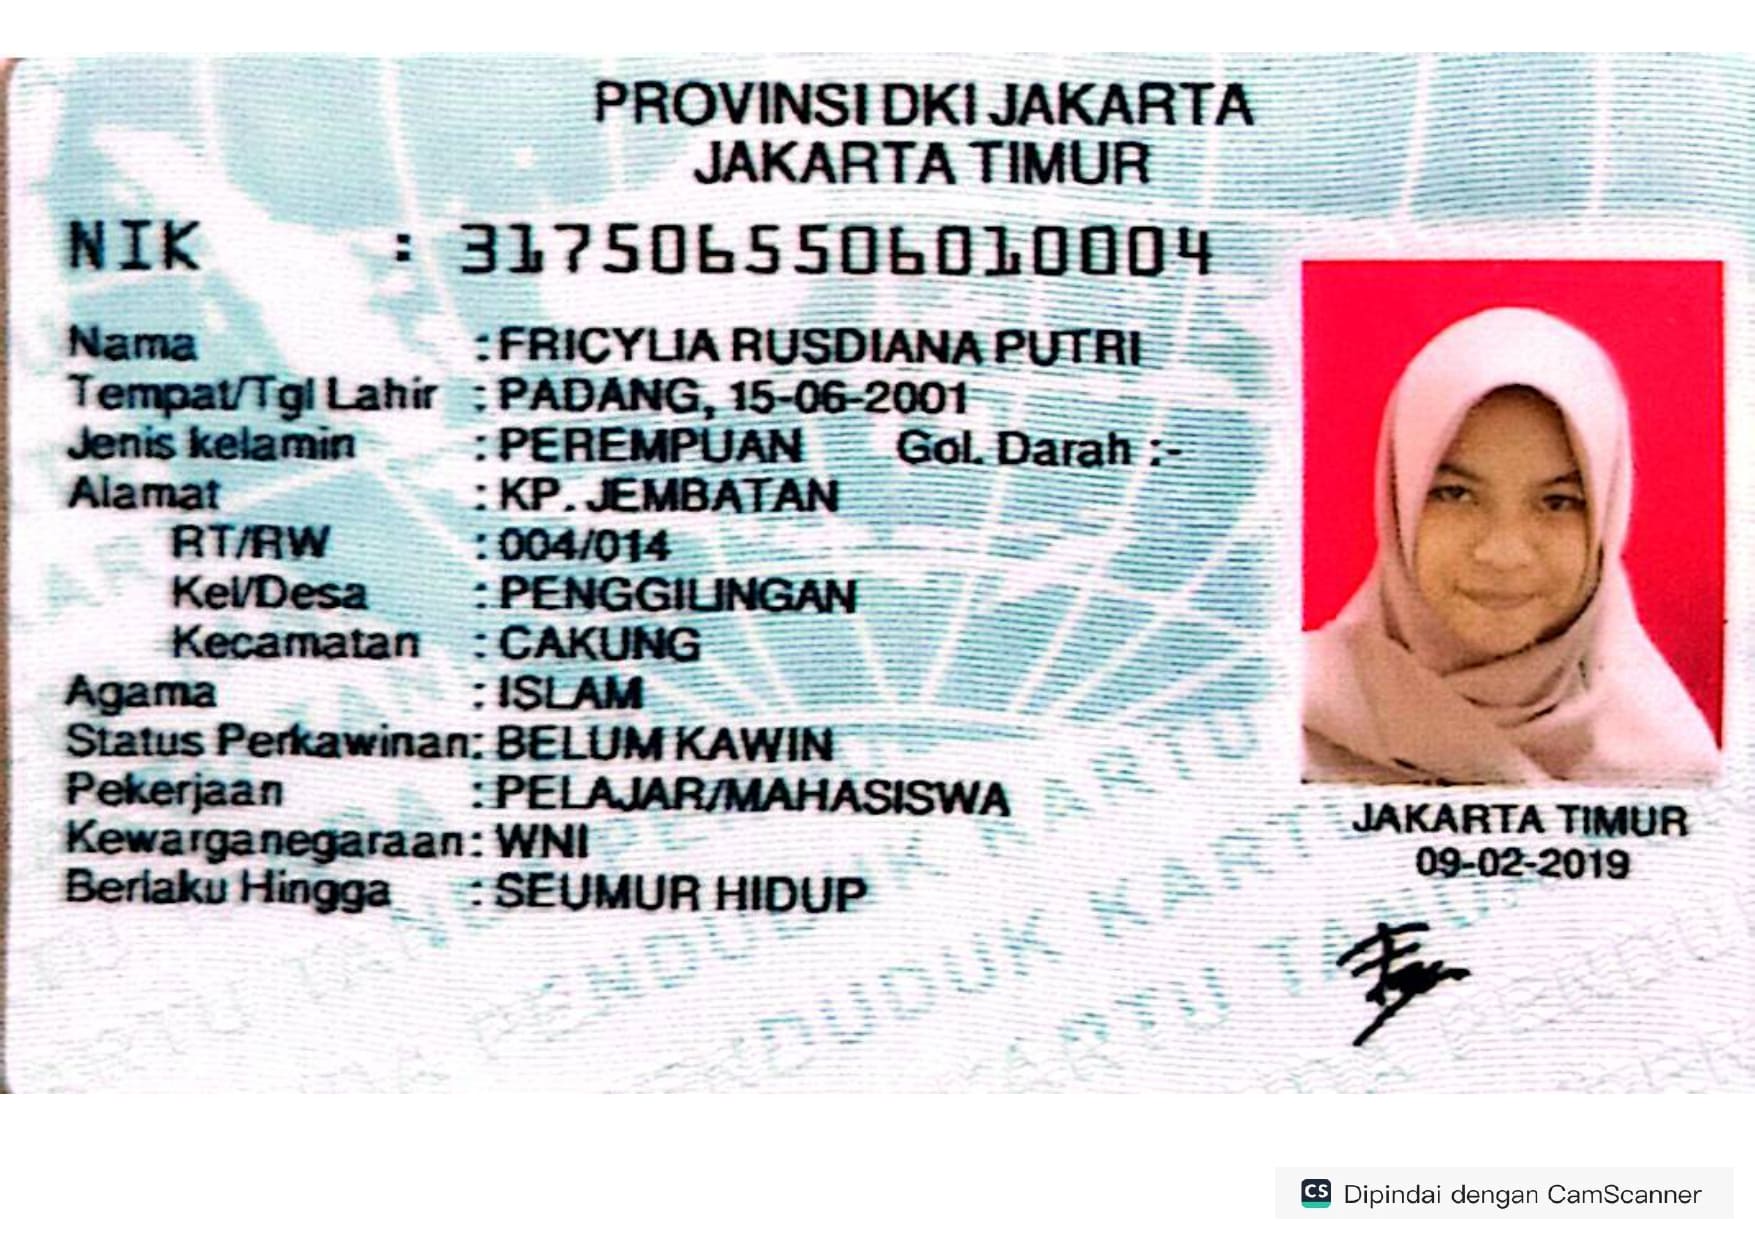 PROVINSI DKI JAKARTA
JAKARTA TIMUR
NIK : 3175065506010004
Nama : FRICYLIA RUSDIANA PUTRI
Tempat/Tgl Lahir : PADANG, 15-06-2001
Jenis kelamin : PEREMPUAN Gol. Darah :-
Alamat : KP. JEMBATAN
RT/RW : 004/014
Kel/Desa : PENGGILINGAN
Kecamatan : CAKUNG
Agama : ISLAM
Status Perkawinan: BELUM KAWIN
Pekerjaan : PELAJAR/MAHASISWA
Kewarganegaraan: WNI
Berlaku Hingga : SEUMUR HIDUP
JAKARTA TIMUR
09-02-2019
CS Dipindai dengan CamScanner